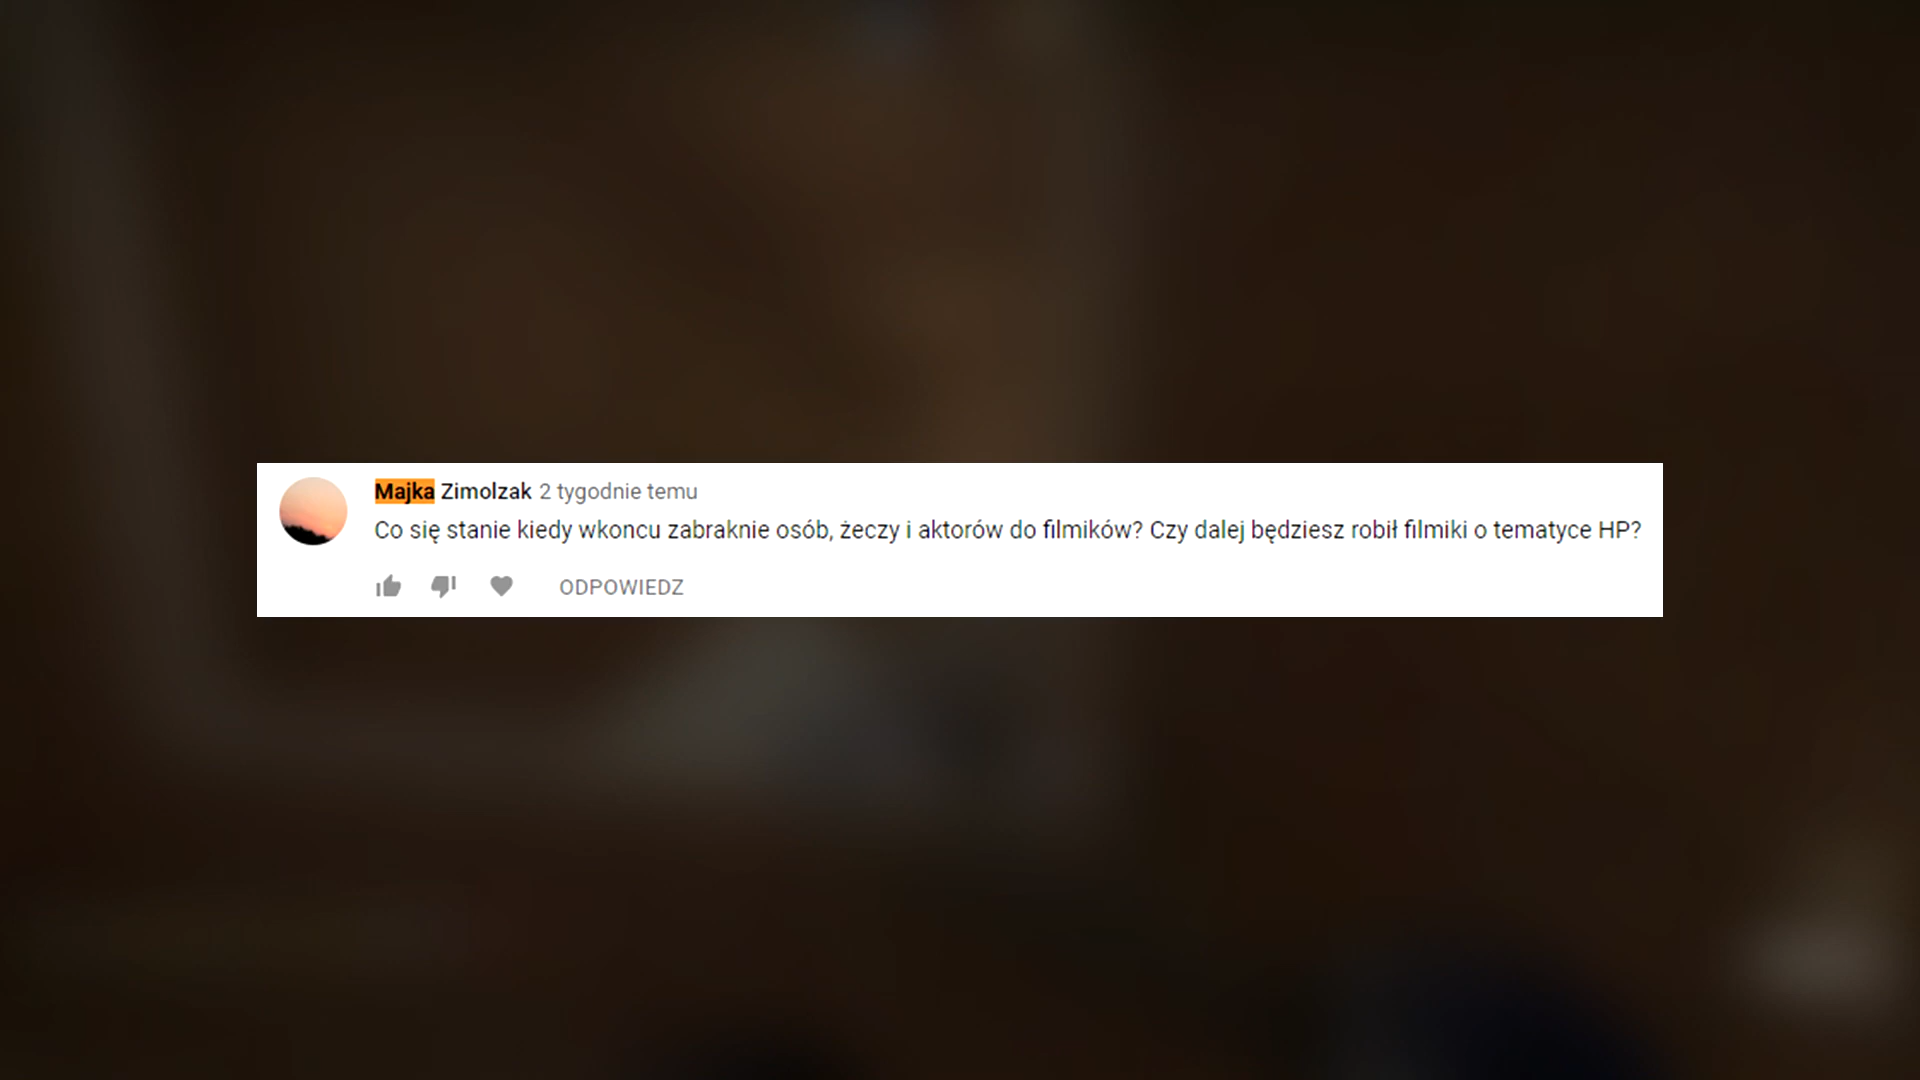 Majka Zimolzak 2 tygodnie temu
Co się stanie kiedy wkoncu zabraknie osób, żeczy i aktorów do filmików? Czy dalej będziesz robił filmiki o tematyce HP?
ODPOWIEDZ